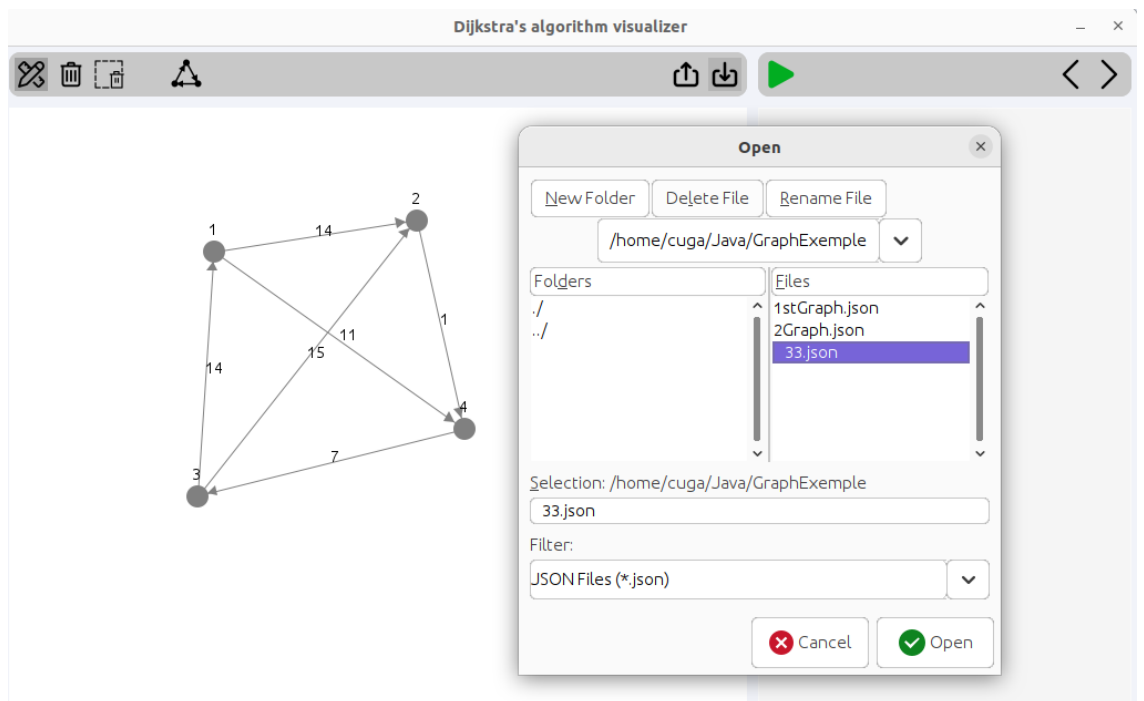 Dijkstra's algorithm visualizer
Open
New Folder Delete File Rename File
/home/cuga/Java/GraphExemple
Folders
./
../
Files
1stGraph.json
2Graph.json
33.json
Selection: /home/cuga/Java/GraphExemple
33.json
Filter:
JSON Files (*.json)
Cancel Open
2
1
14
11
15
1
14
4
7
3